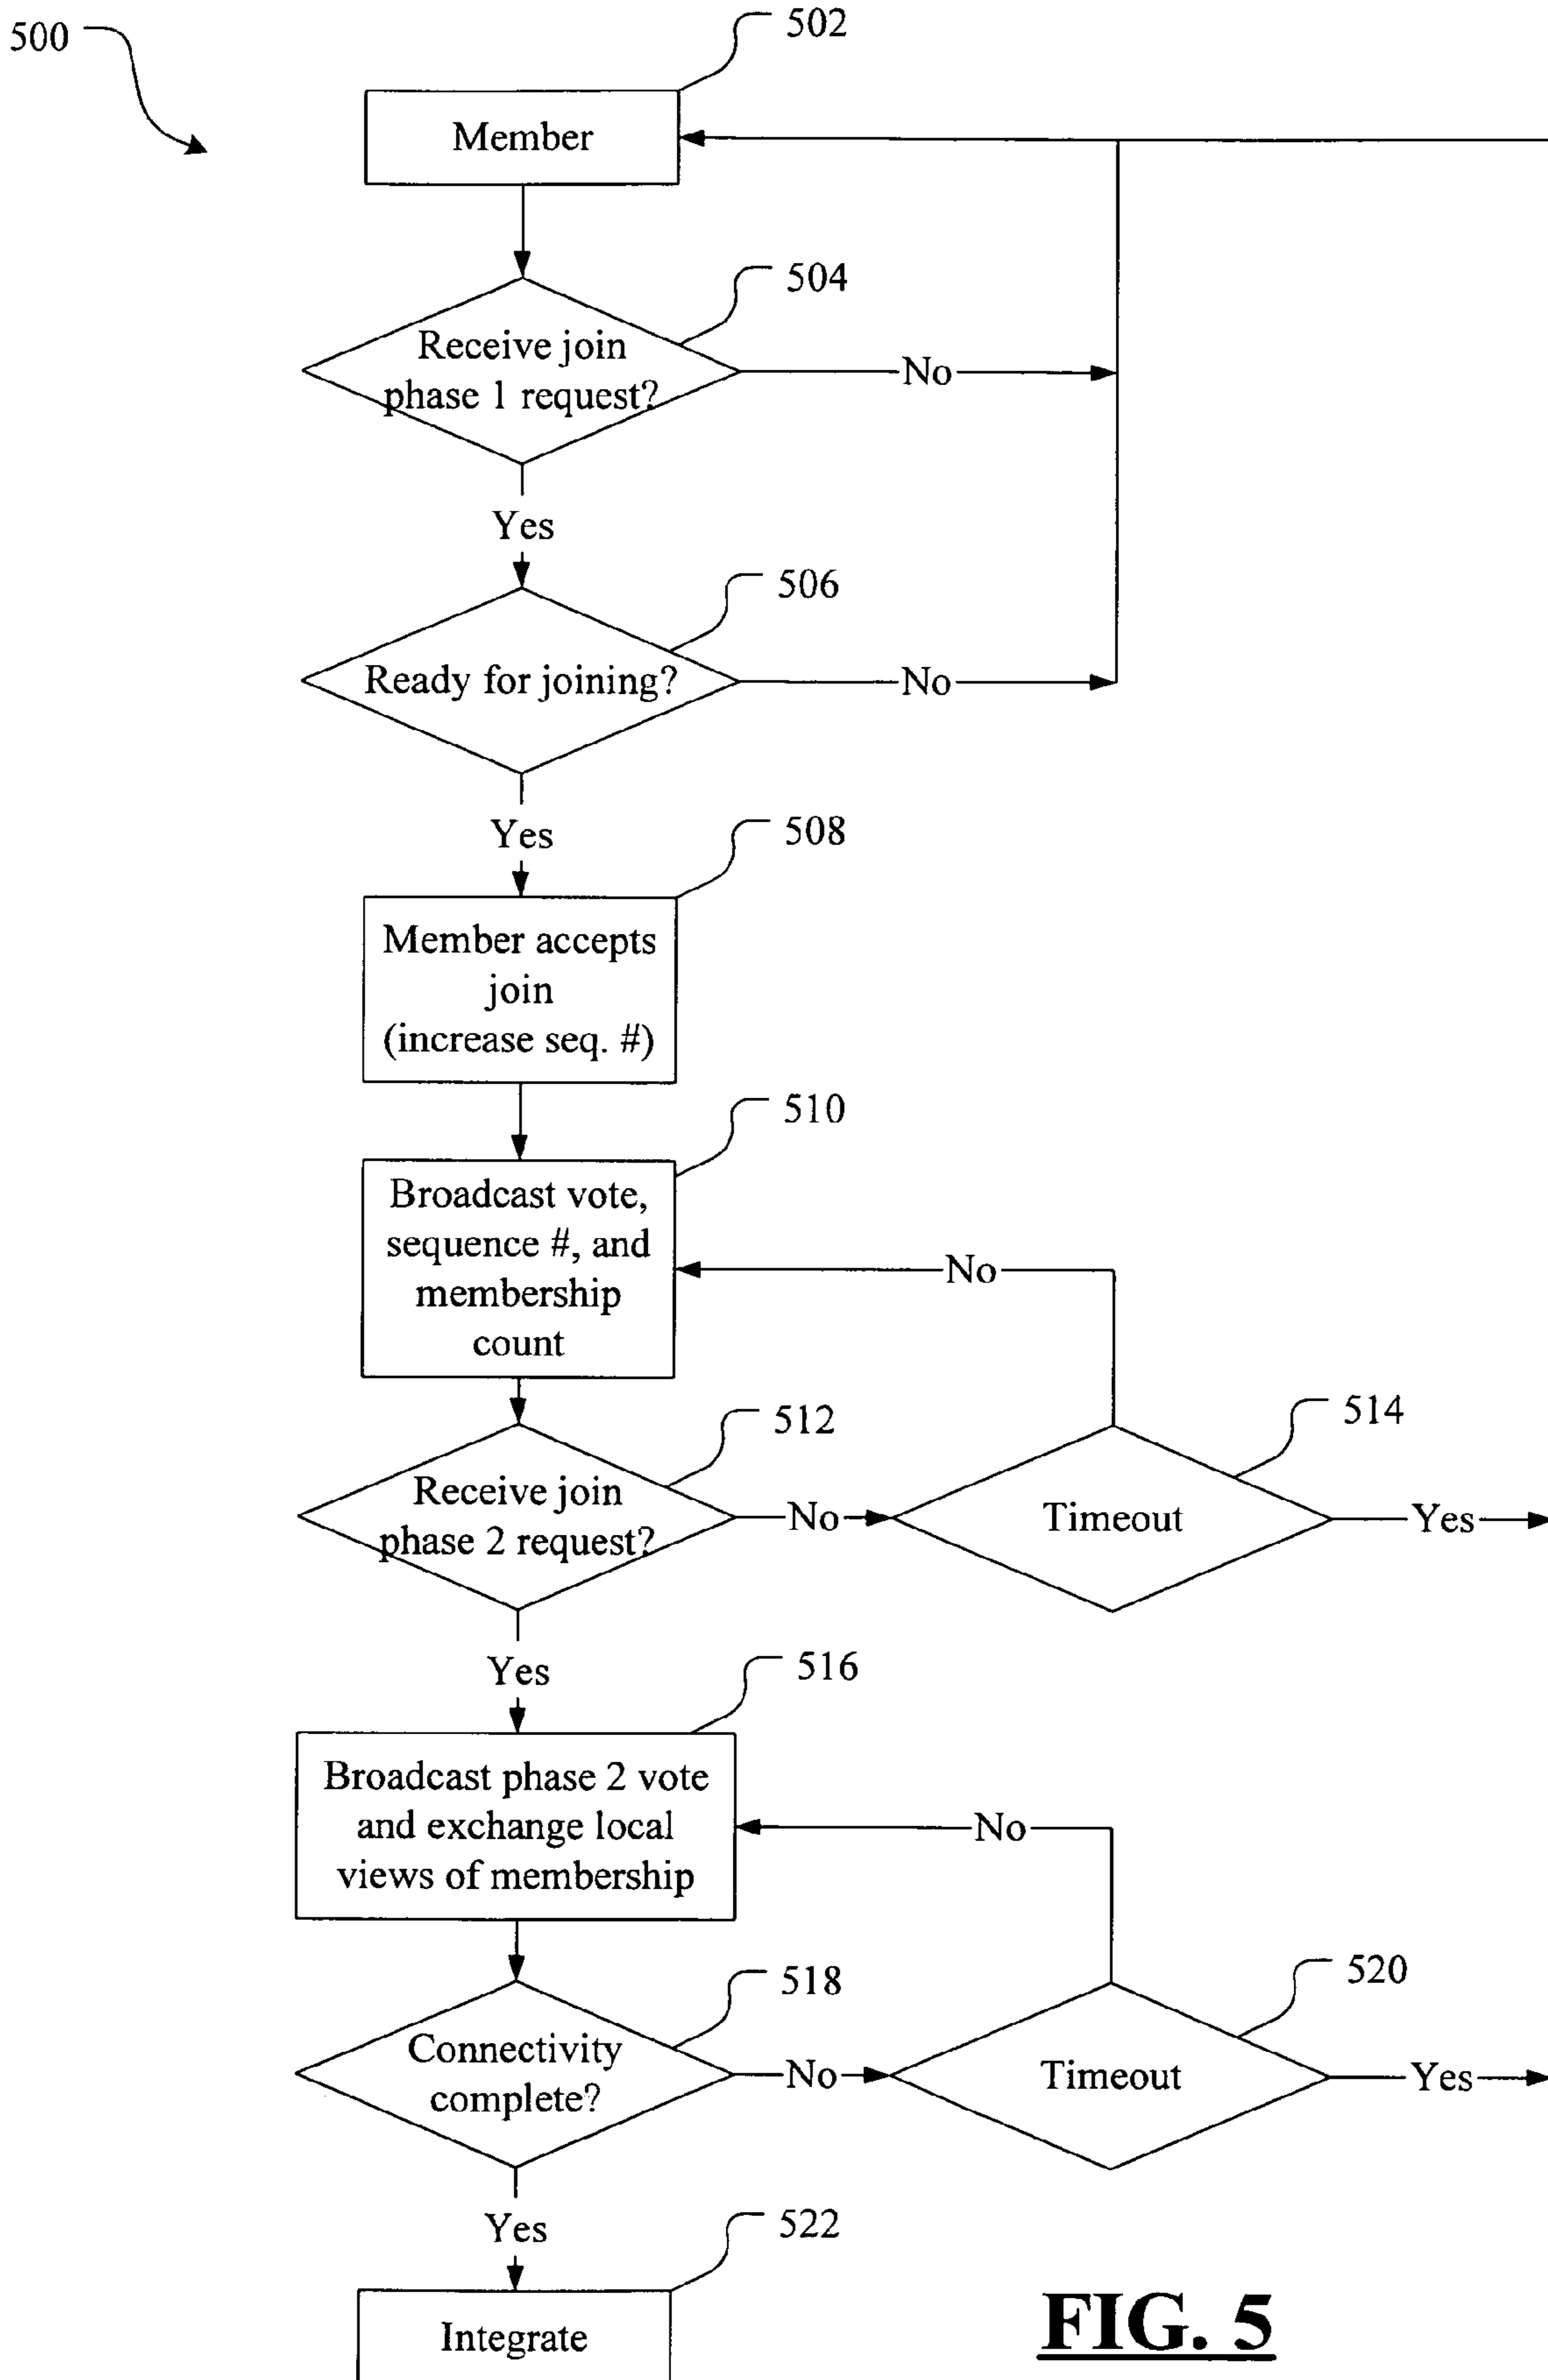 500
502
Member
504
Receive join
phase 1 request?
No
Yes
506
Ready for joining?
No
Yes
508
Member accepts
join
(increase seq. #)
510
Broadcast vote,
sequence #, and
membership
count
No
512
514
Receive join
phase 2 request?
No
Timeout
Yes
Yes
516
Broadcast phase 2 vote
and exchange local
views of membership
No
518
520
Connectivity
complete?
No
Timeout
Yes
Yes
522
Integrate
FIG. 5